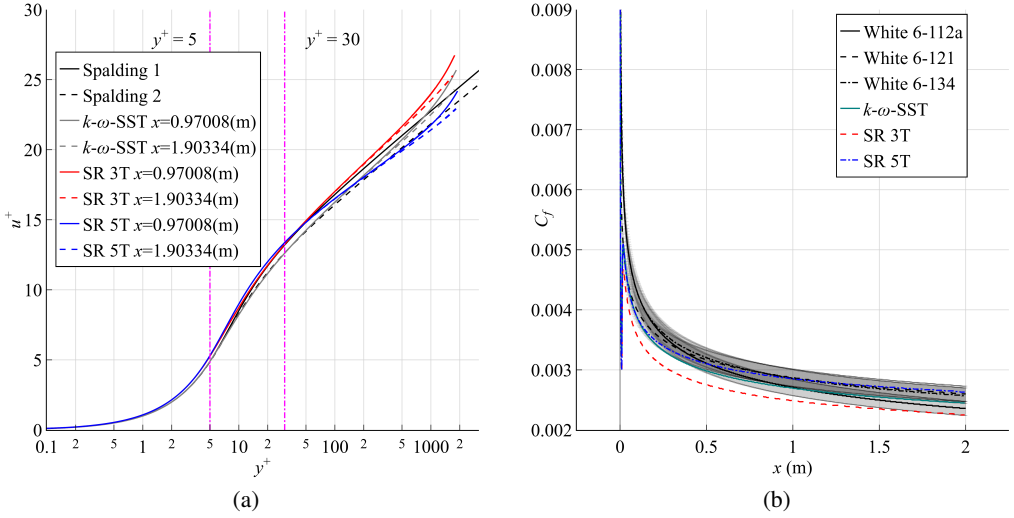 30
25
20
15
10
5
0
u⁺
y⁺ = 5
y⁺ = 30
Spalding 1
Spalding 2
k-ω-SST x=0.97008(m)
k-ω-SST x=1.90334(m)
SR 3T x=0.97008(m)
SR 3T x=1.90334(m)
SR 5T x=0.97008(m)
SR 5T x=1.90334(m)
0.1 2 5 1 2 5 10 2 5 100 2 5 1000 2
y⁺
(a)
0.009
0.008
0.007
0.006
0.005
0.004
0.003
0.002
C_f
White 6-112a
White 6-121
White 6-134
k-ω-SST
SR 3T
SR 5T
0 0.5 1 1.5 2
x (m)
(b)